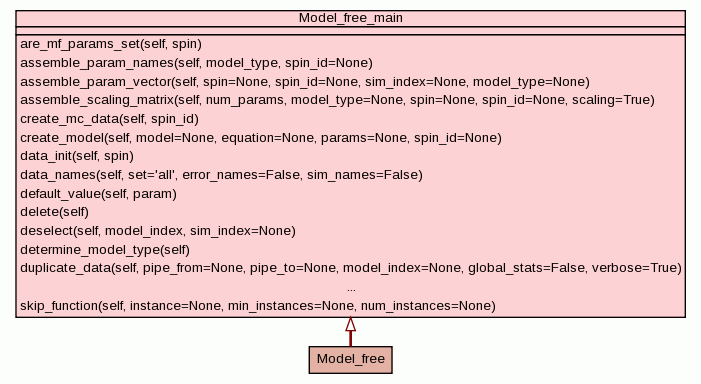 Model_free_main
are_mf_params_set(self, spin)
assemble_param_names(self, model_type, spin_id=None)
assemble_param_vector(self, spin=None, spin_id=None, sim_index=None, model_type=None)
assemble_scaling_matrix(self, num_params, model_type=None, spin=None, spin_id=None, scaling=True)
create_mc_data(self, spin_id)
create_model(self, model=None, equation=None, params=None, spin_id=None)
data_init(self, spin)
data_names(self, set='all', error_names=False, sim_names=False)
default_value(self, param)
delete(self)
deselect(self, model_index, sim_index=None)
determine_model_type(self)
duplicate_data(self, pipe_from=None, pipe_to=None, model_index=None, global_stats=False, verbose=True)
...
skip_function(self, instance=None, min_instances=None, num_instances=None)
Model_free